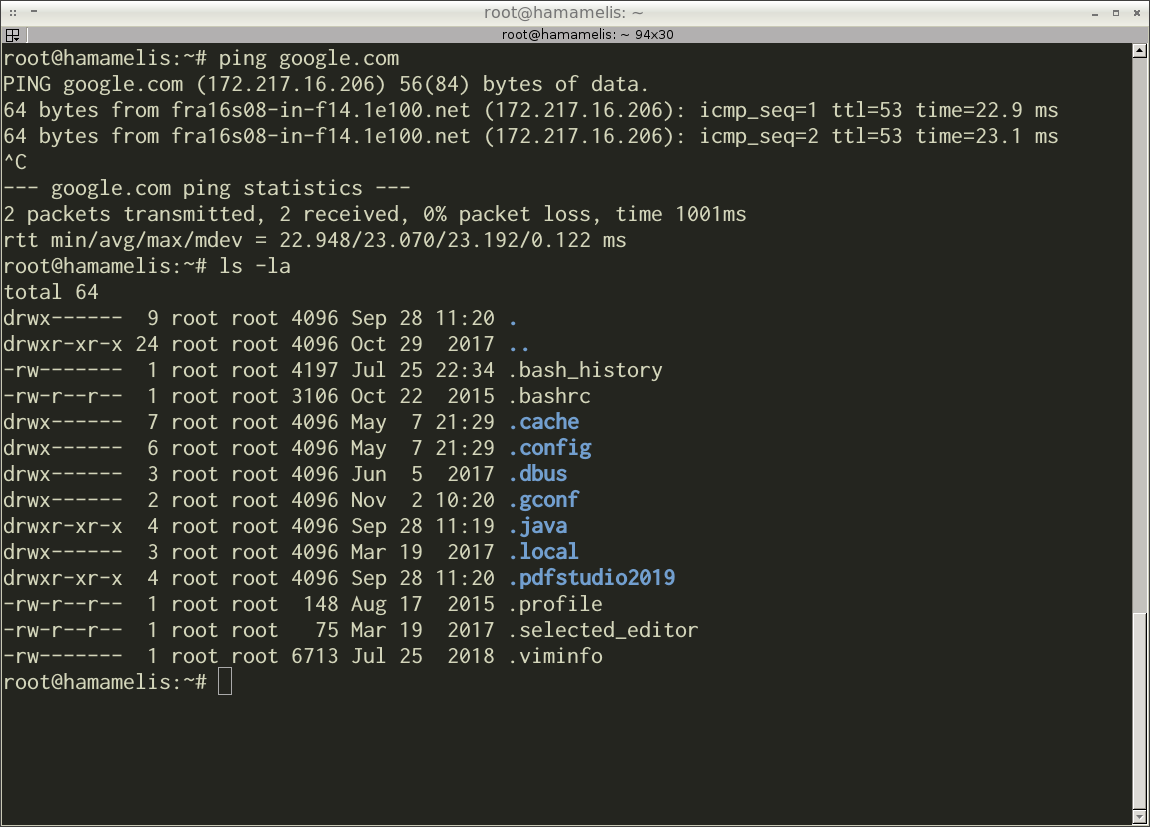 root@hamamelis: ~
root@hamamelis: ~ 94x30
root@hamamelis:~# ping google.com
PING google.com (172.217.16.206) 56(84) bytes of data.
64 bytes from fra16s08-in-f14.1e100.net (172.217.16.206): icmp_seq=1 ttl=53 time=22.9 ms
64 bytes from fra16s08-in-f14.1e100.net (172.217.16.206): icmp_seq=2 ttl=53 time=23.1 ms
^C
--- google.com ping statistics ---
2 packets transmitted, 2 received, 0% packet loss, time 1001ms
rtt min/avg/max/mdev = 22.948/23.070/23.192/0.122 ms
root@hamamelis:~# ls -la
total 64
drwx------  9 root root 4096 Sep 28 11:20 .
drwxr-xr-x 24 root root 4096 Oct 29  2017 ..
-rw-------  1 root root 4197 Jul 25 22:34 .bash_history
-rw-r--r--  1 root root 3106 Oct 22  2015 .bashrc
drwx------  7 root root 4096 May  7 21:29 .cache
drwx------  6 root root 4096 May  7 21:29 .config
drwx------  3 root root 4096 Jun  5  2017 .dbus
drwx------  2 root root 4096 Nov  2 10:20 .gconf
drwxr-xr-x  4 root root 4096 Sep 28 11:19 .java
drwx------  3 root root 4096 Mar 19  2017 .local
drwxr-xr-x  4 root root 4096 Sep 28 11:20 .pdfstudio2019
-rw-r--r--  1 root root  148 Aug 17  2015 .profile
-rw-r--r--  1 root root   75 Mar 19  2017 .selected_editor
-rw-------  1 root root 6713 Jul 25  2018 .viminfo
root@hamamelis:~#